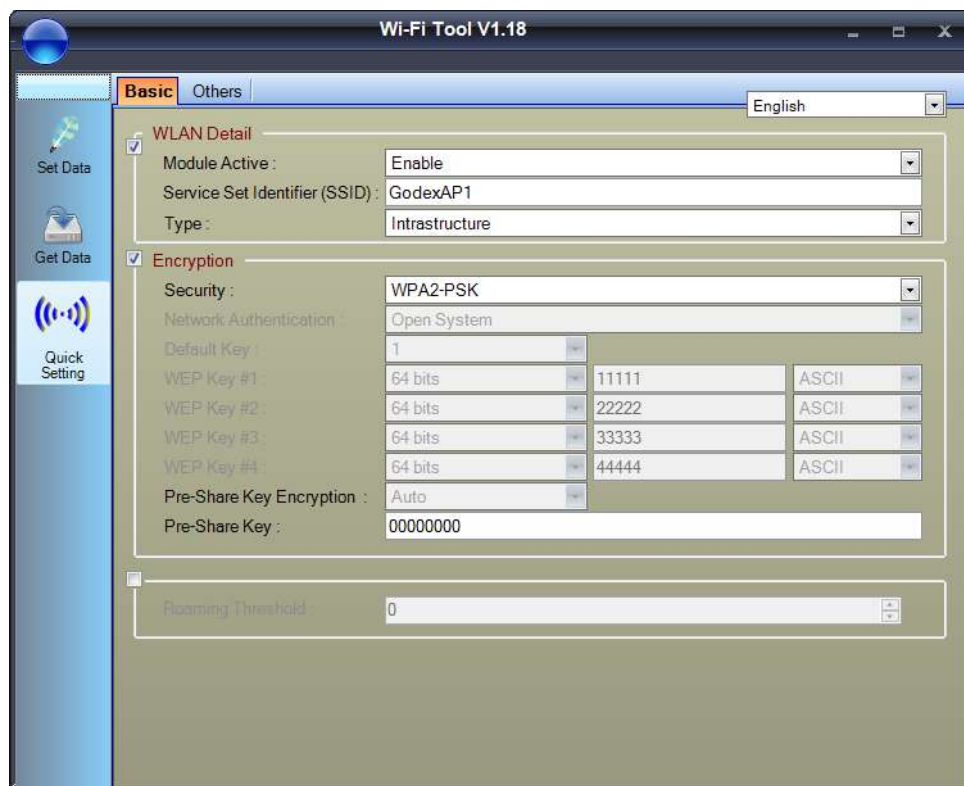 Wi-Fi Tool V1.18
Basic Others
English
Set Data
Get Data
Quick
Setting
WLAN Detail
Module Active : Enable
Service Set Identifier (SSID) : GodexAP1
Type : Intrastructure
Encryption
Security : WPA2-PSK
Network Authentication : Open System
Default Key : 1
WEP Key #1 : 64 bits 11111 ASCII
WEP Key #2 : 64 bits 22222 ASCII
WEP Key #3 : 64 bits 33333 ASCII
WEP Key #4 : 64 bits 44444 ASCII
Pre-Share Key Encryption : Auto
Pre-Share Key : 00000000
Roaming Threshold 0